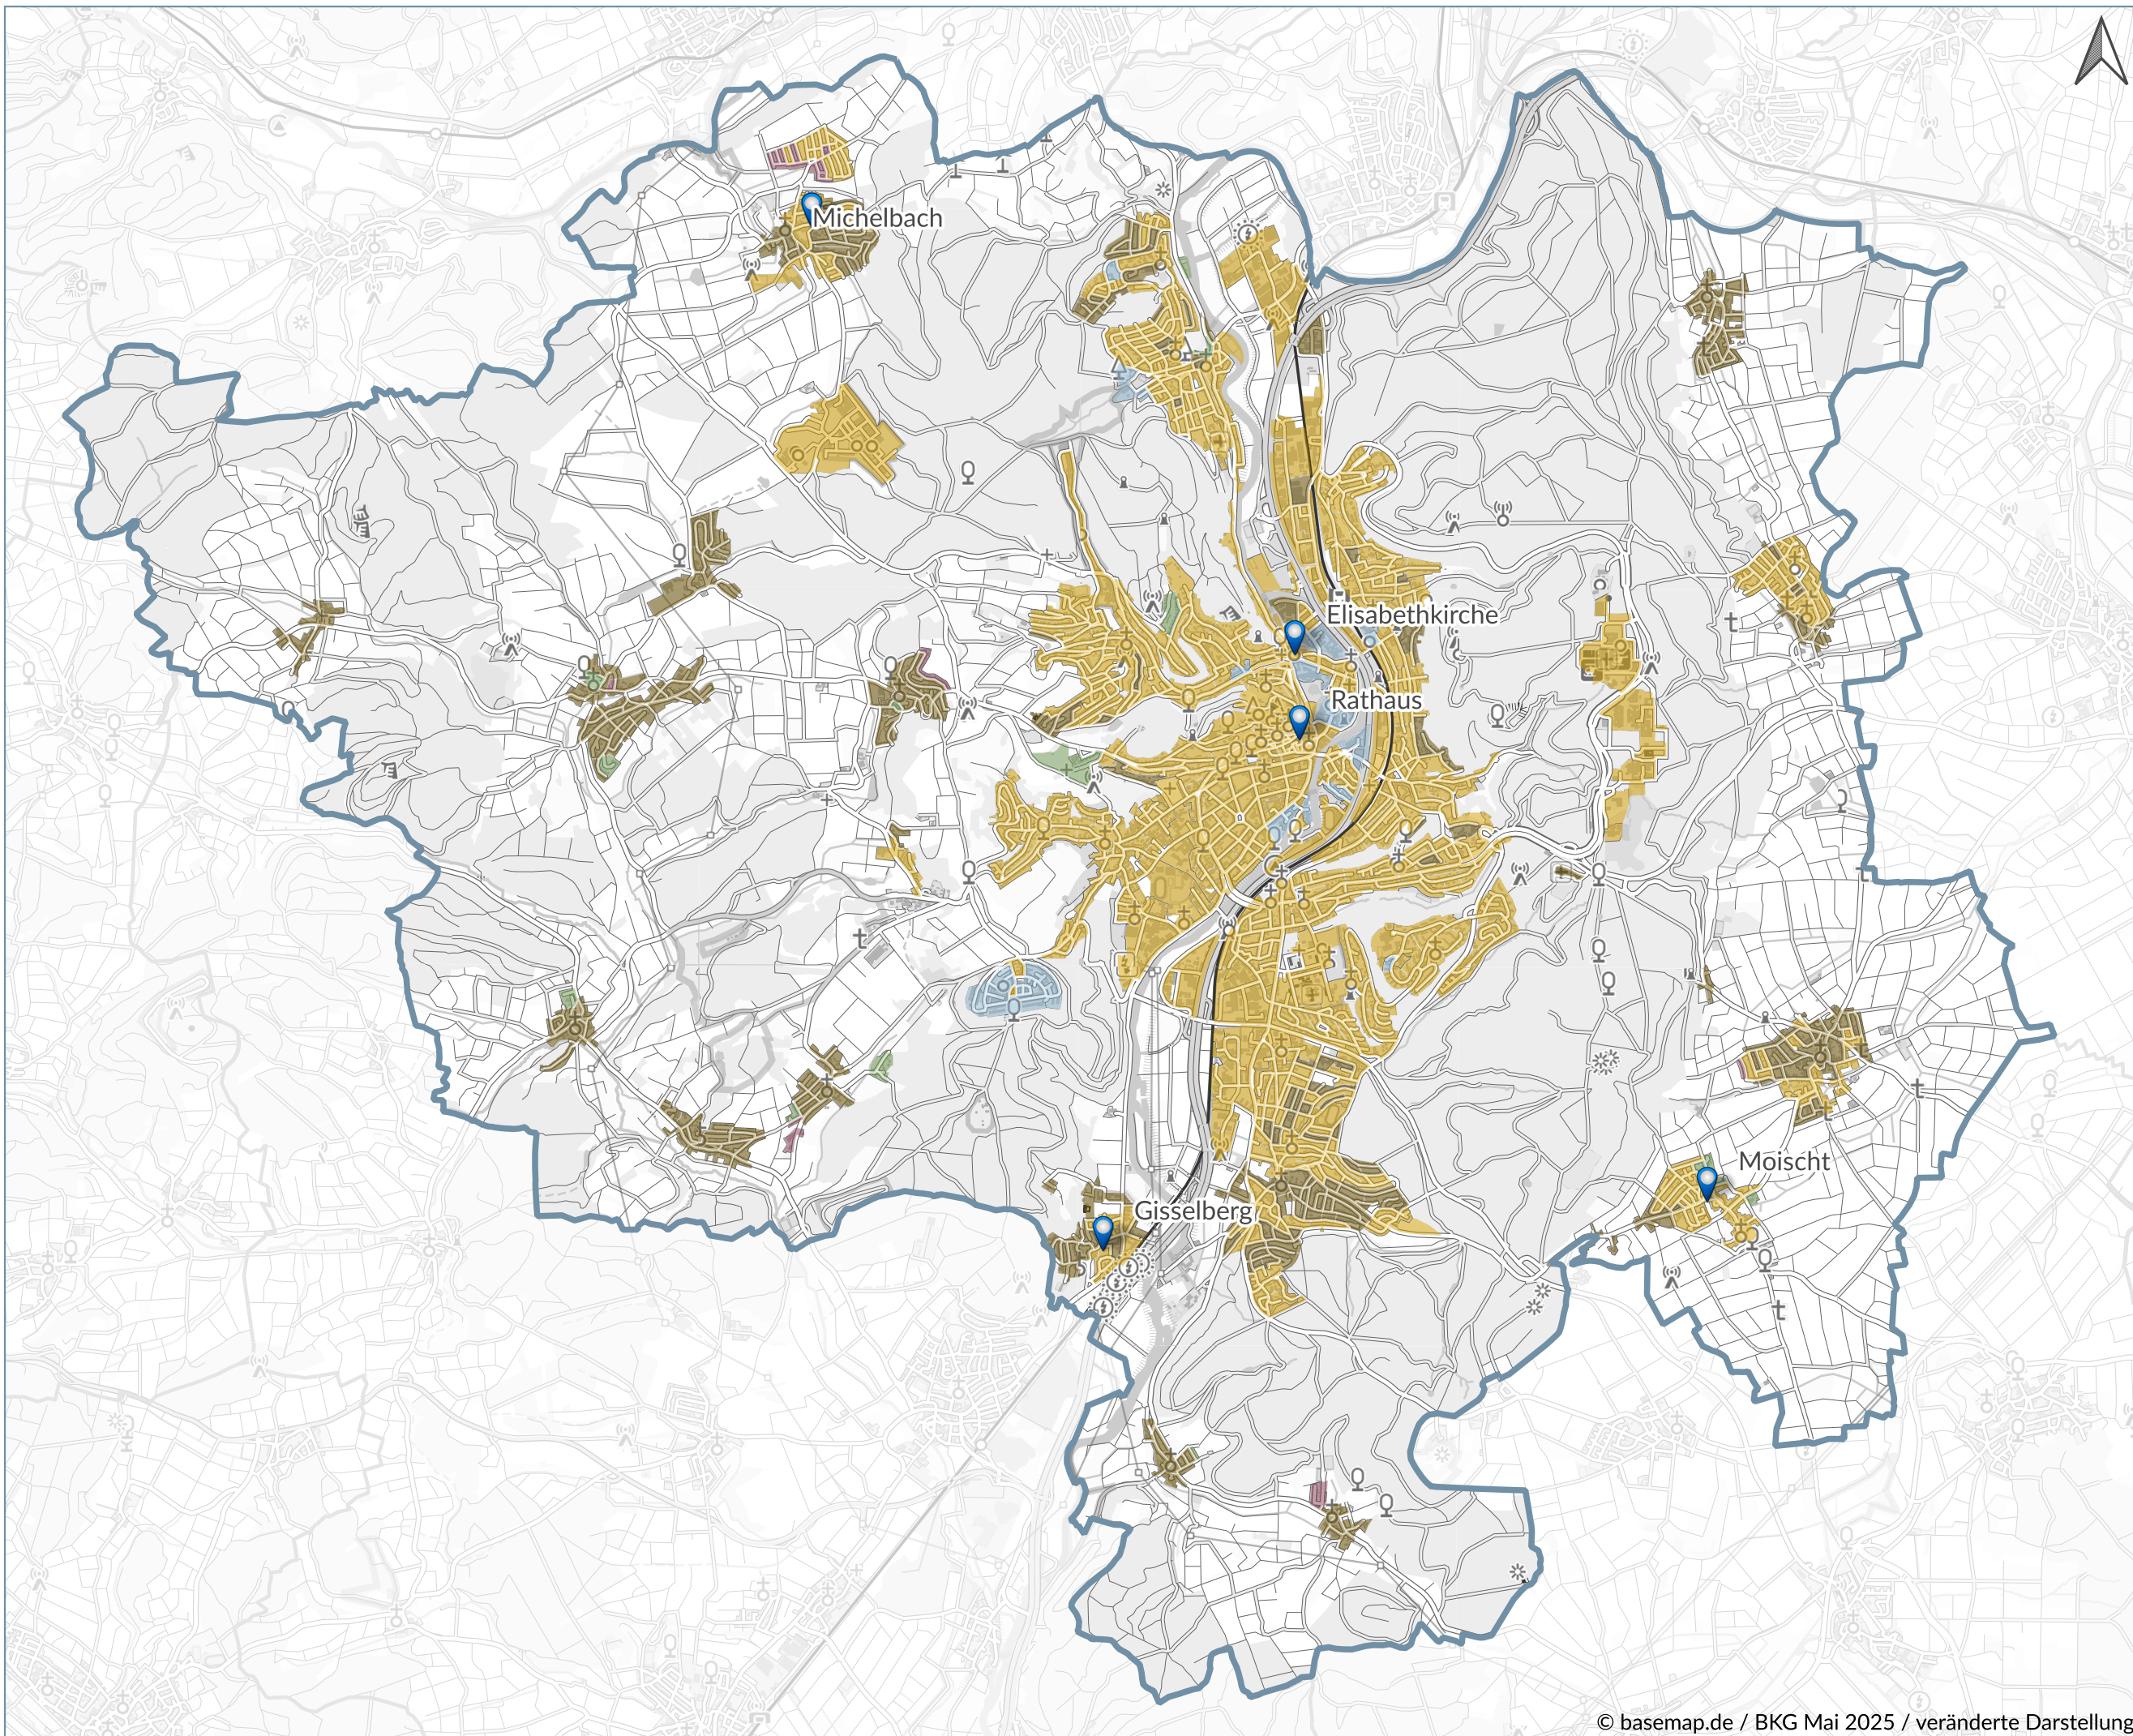 Michelbach
Elisabethkirche
Rathaus
Moischt
Gisselberg
© basemap.de / BKG Mai 2025 / veränderte Darstellung